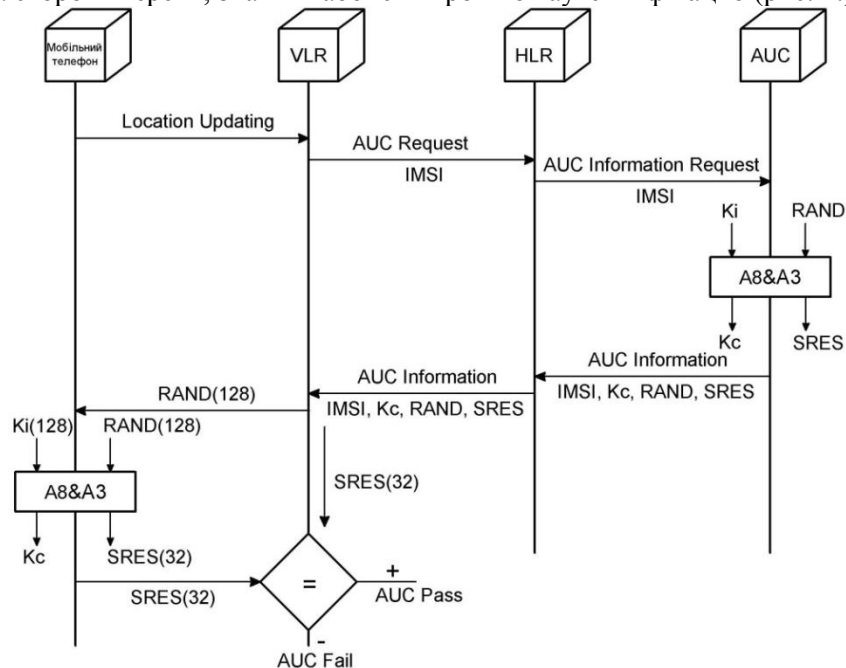 Мобільний
телефон
VLR
HLR
AUC
Location Updating
AUC Request
IMSI
AUC Information Request
IMSI
Ki
RAND
A8&A3
Kc
SRES
AUC Information
IMSI, Kc, RAND, SRES
AUC Information
IMSI, Kc, RAND, SRES
RAND(128)
Ki(128)
RAND(128)
A8&A3
Kc
SRES(32)
SRES(32)
SRES(32)
=
+
AUC Pass
-
AUC Fail